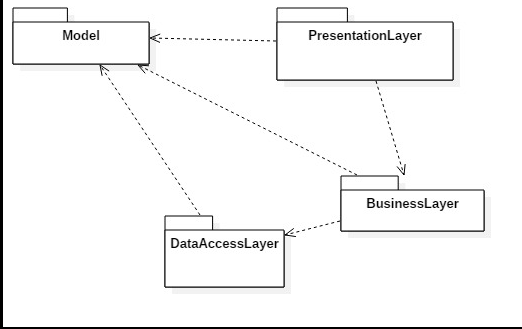 Model
PresentationLayer
BusinessLayer
DataAccessLayer